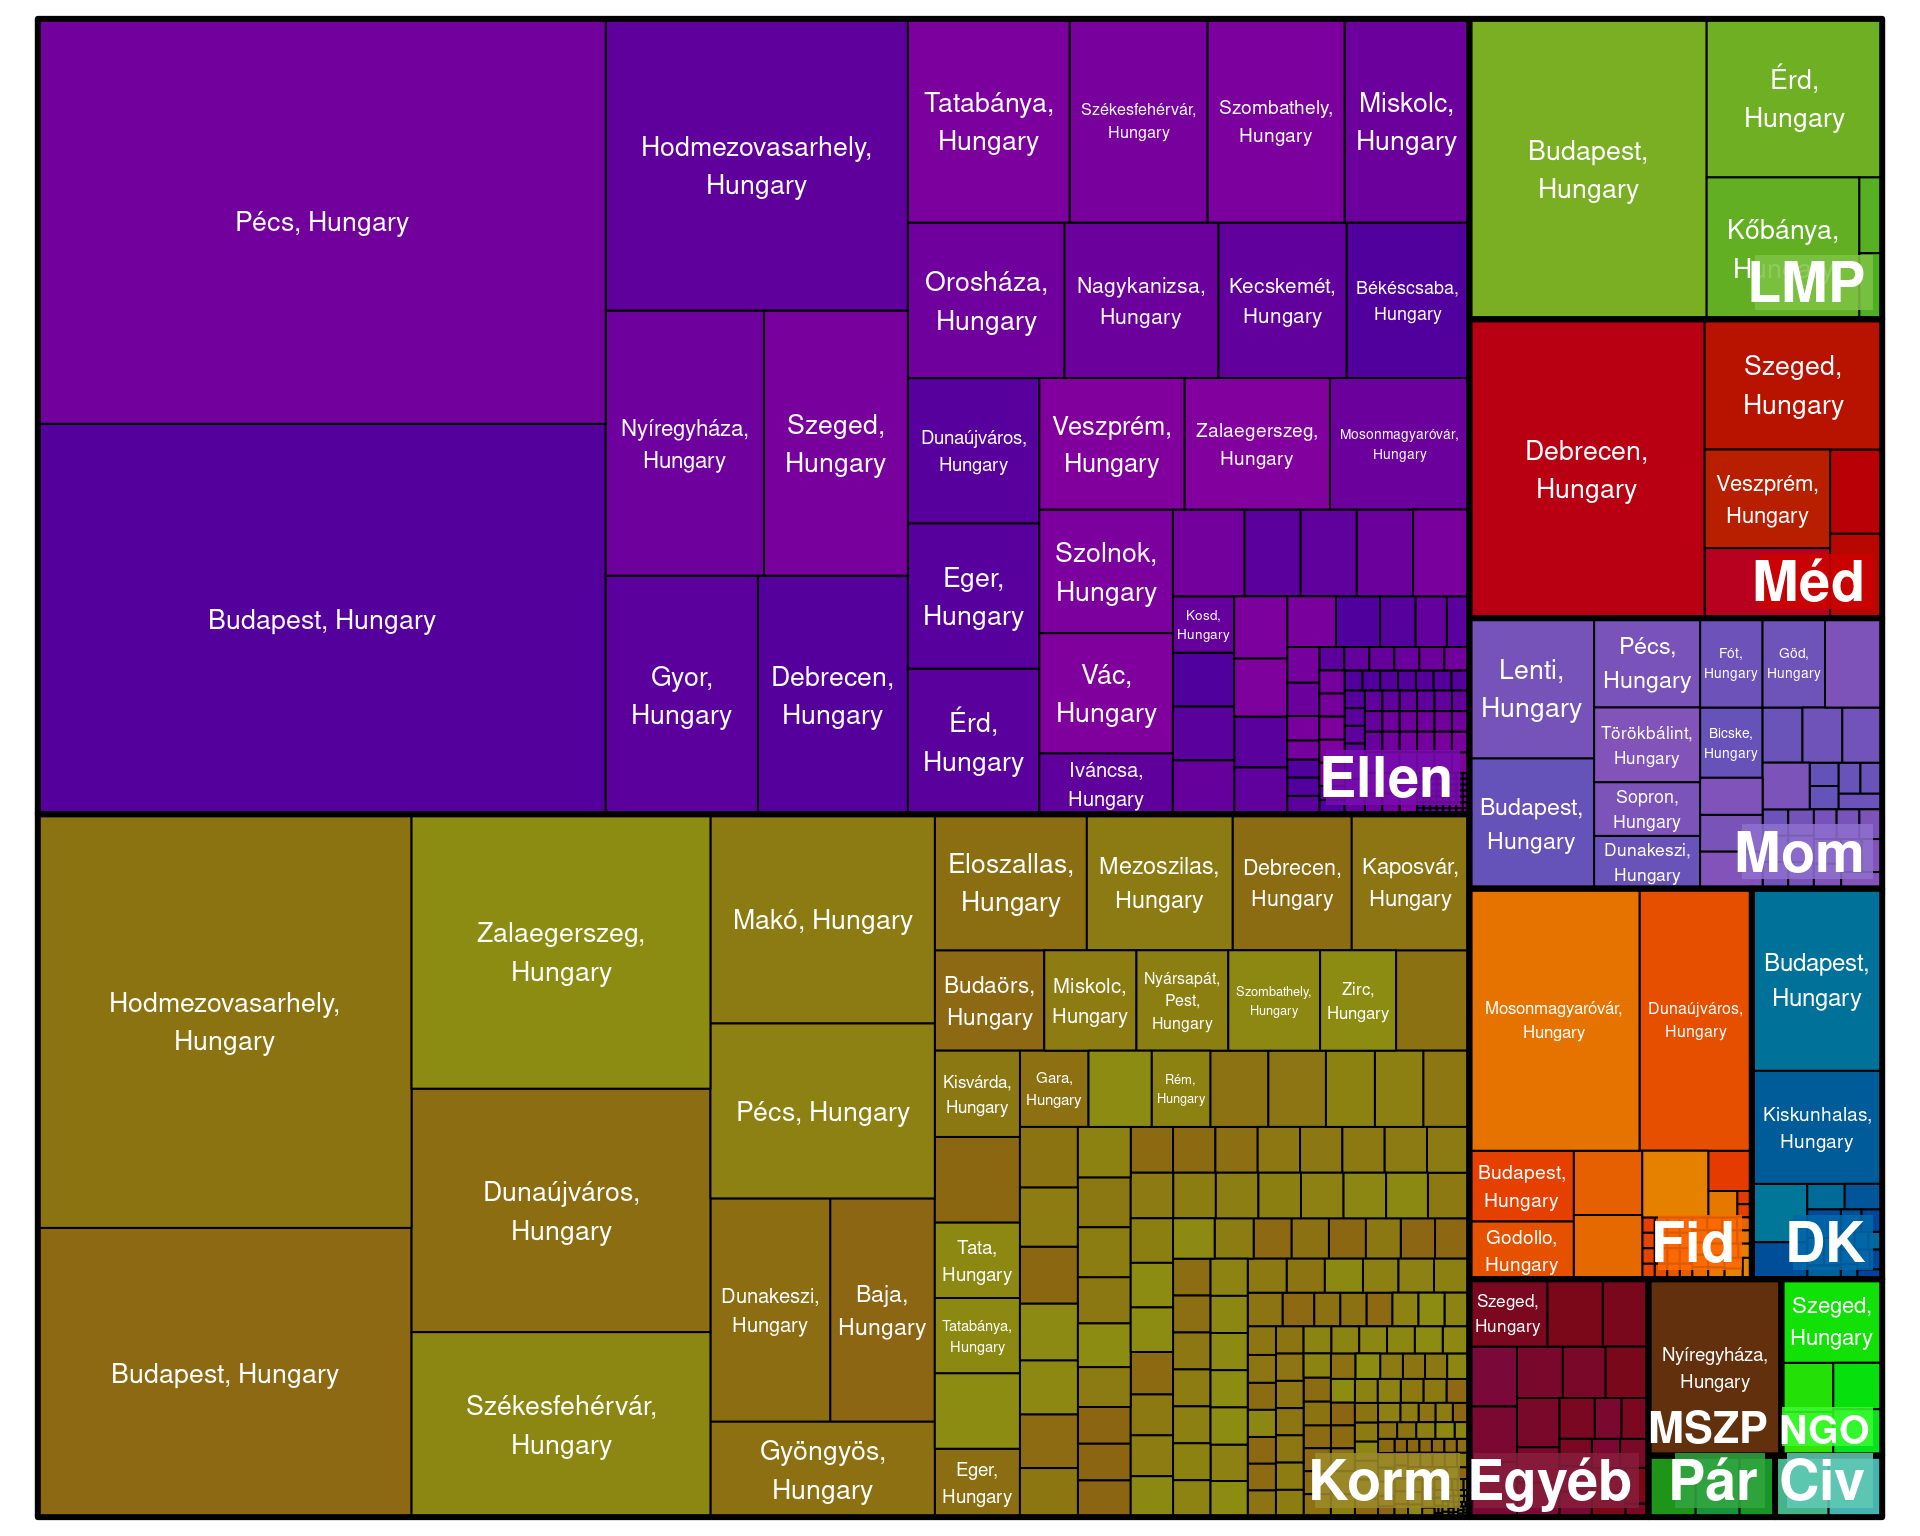 Pécs, Hungary
Budapest, Hungary
Hodmezovasarhely,
Hungary
Nyíregyháza,
Hungary
Szeged,
Hungary
Gyor,
Hungary
Debrecen,
Hungary
Tatabánya,
Hungary
Székesfehérvár,
Hungary
Szombathely,
Hungary
Miskolc,
Hungary
Orosháza,
Hungary
Nagykanizsa,
Hungary
Kecskemét,
Hungary
Békéscsaba,
Hungary
Dunaújváros,
Hungary
Veszprém,
Hungary
Zalaegerszeg,
Hungary
Mosonmagyaróvár,
Hungary
Eger,
Hungary
Szolnok,
Hungary
Kosd,
Hungary
Érd,
Hungary
Vác,
Hungary
Iváncsa,
Hungary
Ellen
Hodmezovasarhely,
Hungary
Budapest, Hungary
Zalaegerszeg,
Hungary
Dunaújváros,
Hungary
Székesfehérvár,
Hungary
Makó, Hungary
Pécs, Hungary
Dunakeszi,
Hungary
Baja,
Hungary
Gyöngyös,
Hungary
Eloszallas,
Hungary
Mezoszilas,
Hungary
Debrecen,
Hungary
Kaposvár,
Hungary
Budaörs,
Hungary
Miskolc,
Hungary
Nyársapát,
Pest,
Hungary
Szombathely,
Hungary
Zirc,
Hungary
Kisvárda,
Hungary
Gara,
Hungary
Rém,
Hungary
Tata,
Hungary
Tatabánya,
Hungary
Eger,
Hungary
Korm
Budapest,
Hungary
Érd,
Hungary
Kőbánya,
Hungary
LMP
Debrecen,
Hungary
Szeged,
Hungary
Veszprém,
Hungary
Méd
Lenti,
Hungary
Budapest,
Hungary
Pécs,
Hungary
Törökbálint,
Hungary
Sopron,
Hungary
Dunakeszi,
Hungary
Fót,
Hungary
Göd,
Hungary
Bicske,
Hungary
Mom
Mosonmagyaróvár,
Hungary
Dunaújváros,
Hungary
Budapest,
Hungary
Godollo,
Hungary
Fid
Budapest,
Hungary
Kiskunhalas,
Hungary
DK
Szeged,
Hungary
Egyéb
Nyíregyháza,
Hungary
MSZP
Szeged,
Hungary
NGO
Pár
Civ